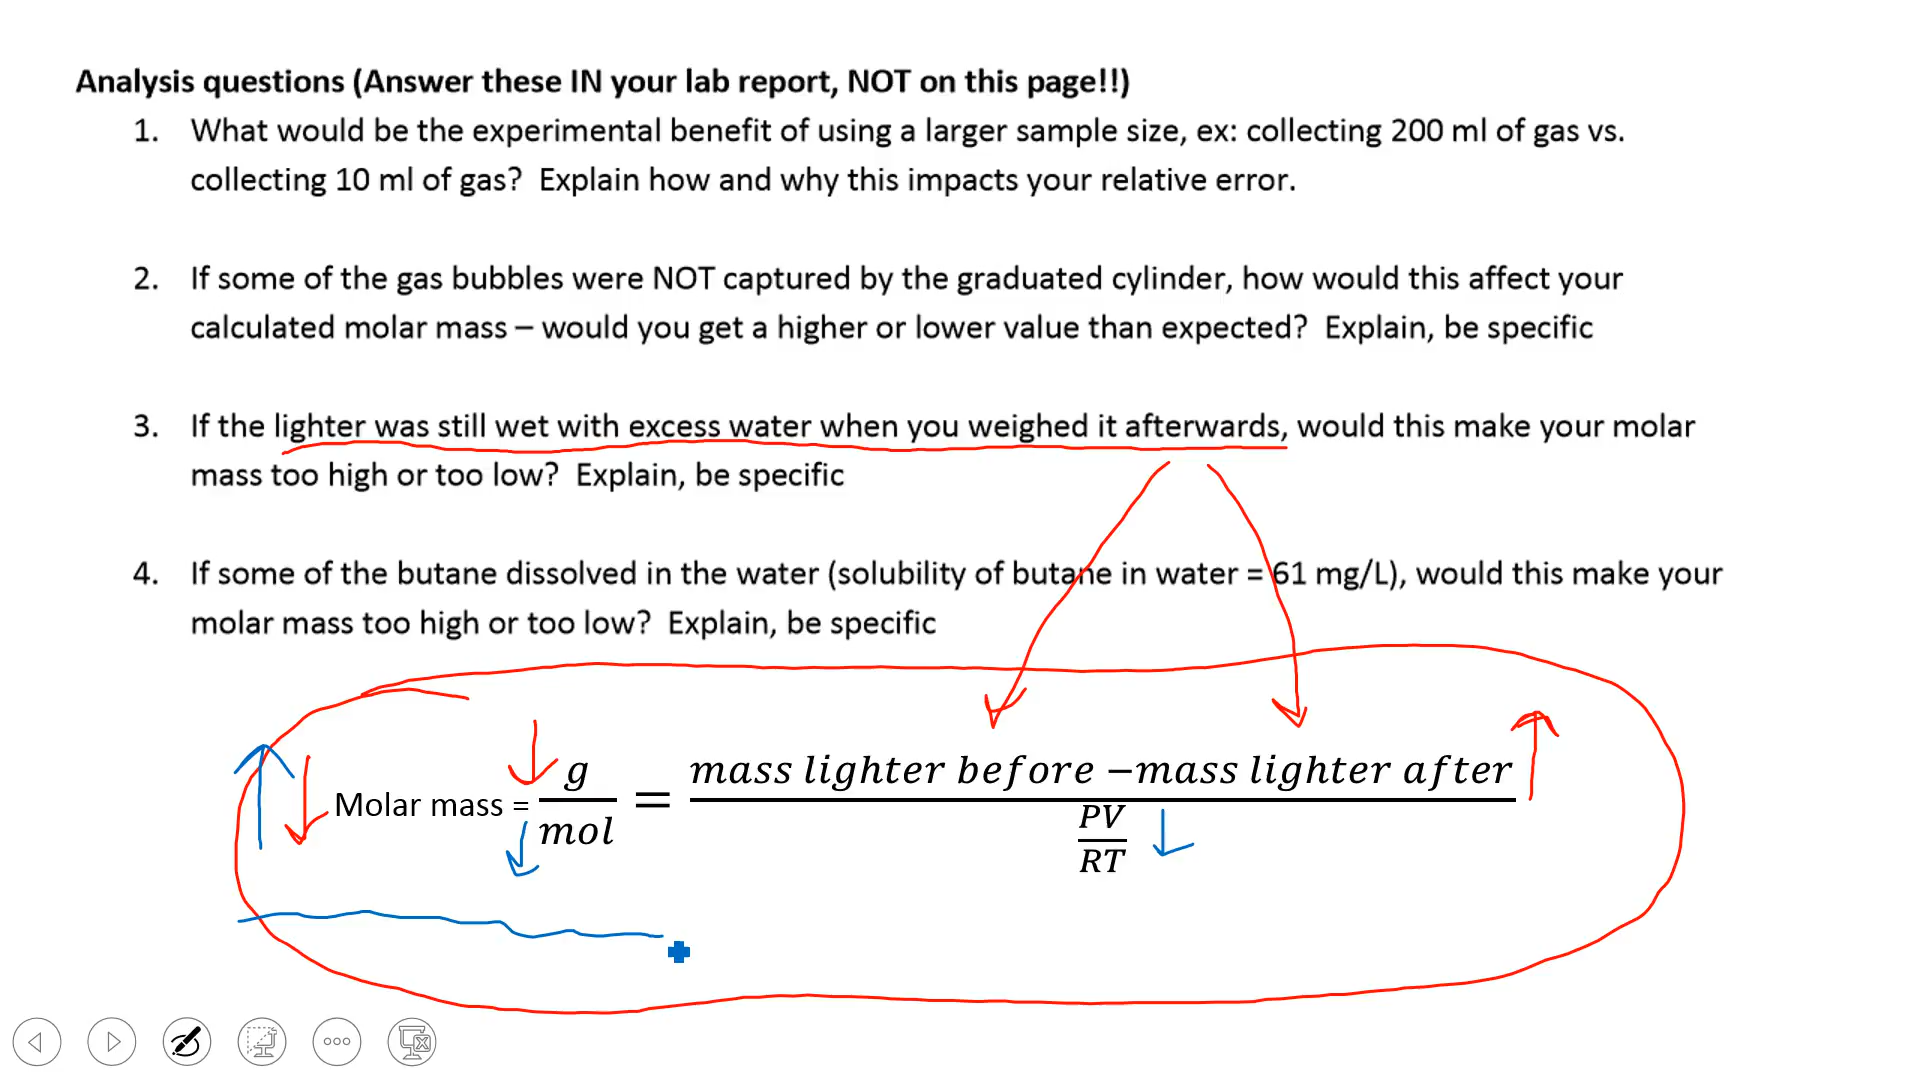 Analysis questions (Answer these IN your lab report, NOT on this page!!)
1. What would be the experimental benefit of using a larger sample size, ex: collecting 200 ml of gas vs.
collecting 10 ml of gas? Explain how and why this impacts your relative error.
2. If some of the gas bubbles were NOT captured by the graduated cylinder, how would this affect your
calculated molar mass – would you get a higher or lower value than expected? Explain, be specific
3. If the lighter was still wet with excess water when you weighed it afterwards, would this make your molar
mass too high or too low? Explain, be specific
4. If some of the butane dissolved in the water (solubility of butane in water = 61 mg/L), would this make your
molar mass too high or too low? Explain, be specific
Molar mass = g/mol = mass lighter before −mass lighter after
PV
RT